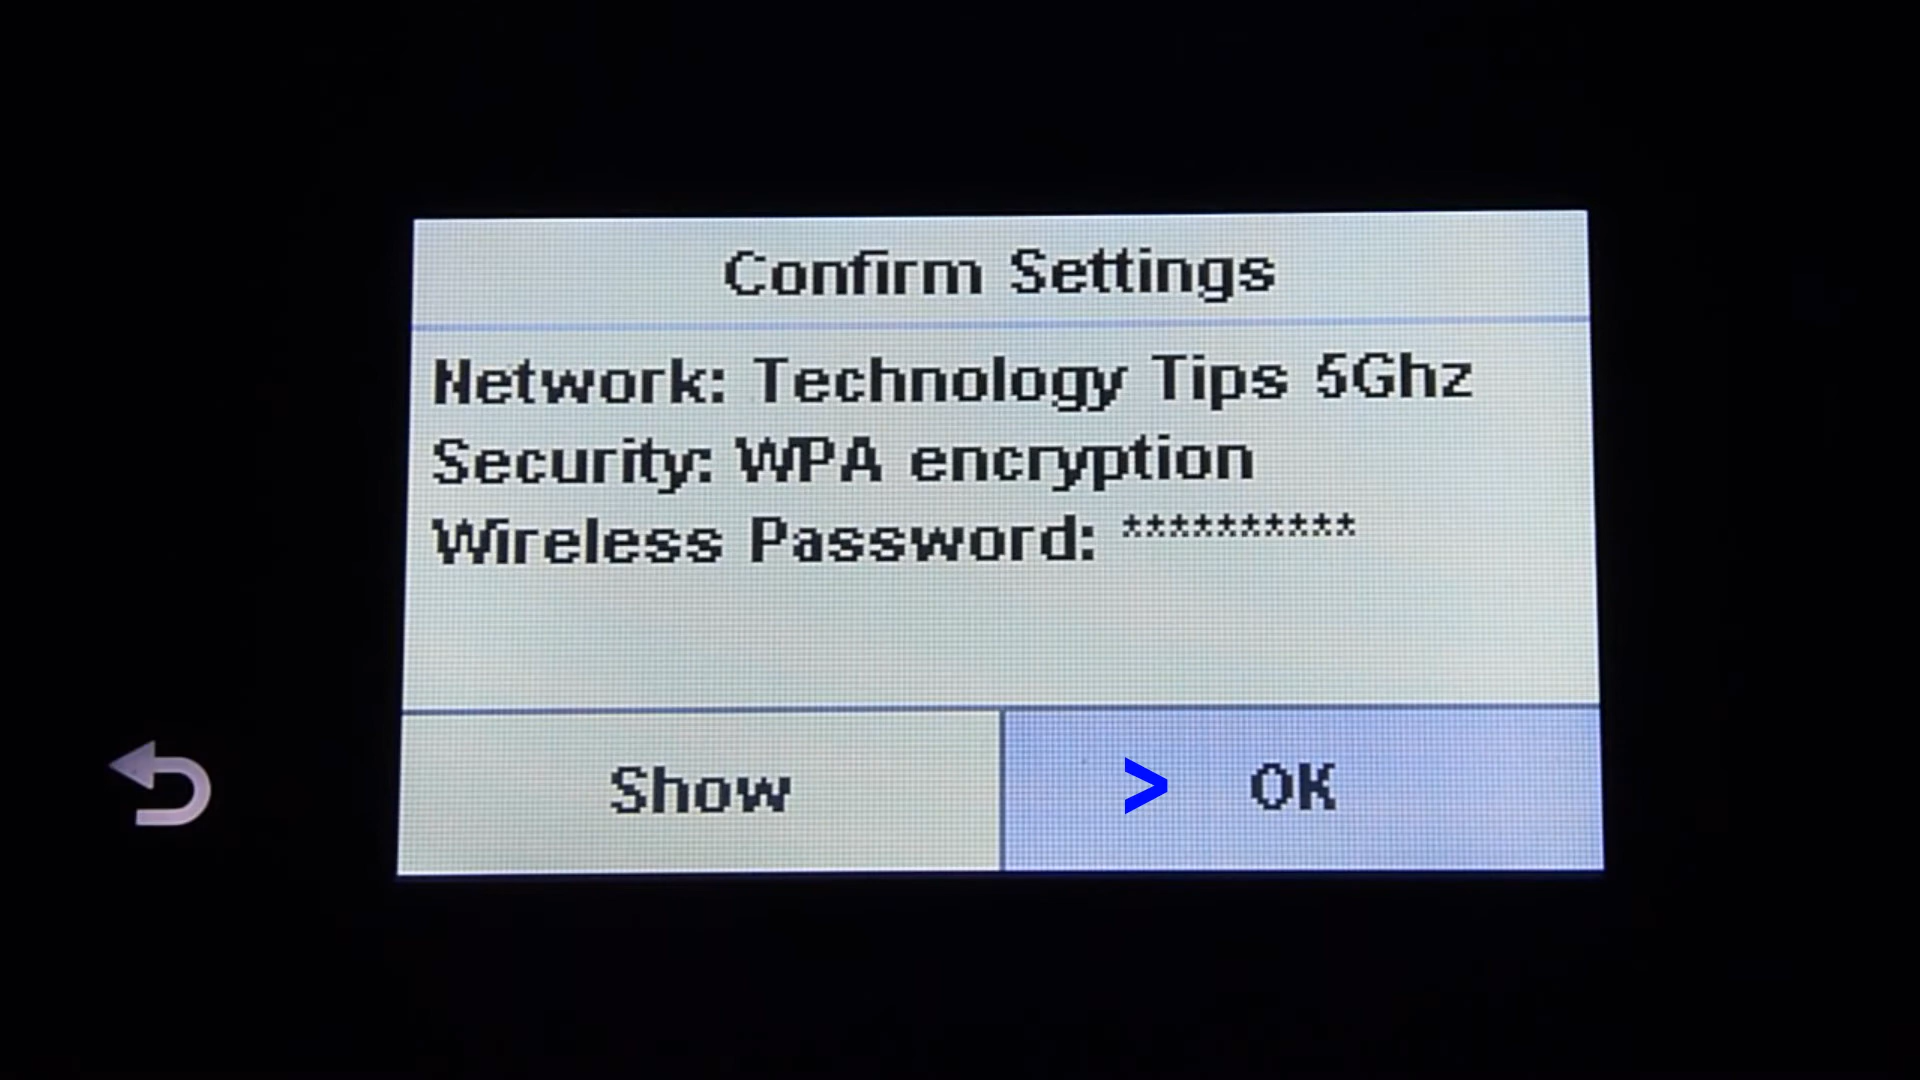 Confirm Settings
Network: Technology Tips 5Ghz
Security: WPA encryption
Wireless Password: **********
Show
> OK